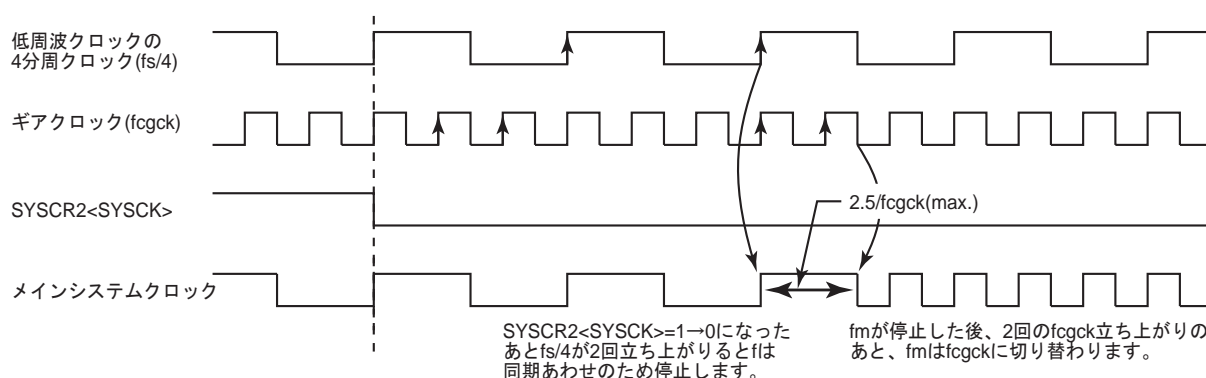 低周波クロックの
4分周クロック(fs/4)
ギアクロック(fcgck)
SYSCR2<SYSCK>
2.5/fcgck(max.)
メインシステムクロック
SYSCR2<SYSCK>=1→0になった
あとfs/4が2回立ち上がるとfは
同期あわせのため停止します。
fmが停止した後、2回のfcgck立ち上がりの
あと、fmはfcgckに切り替わります。